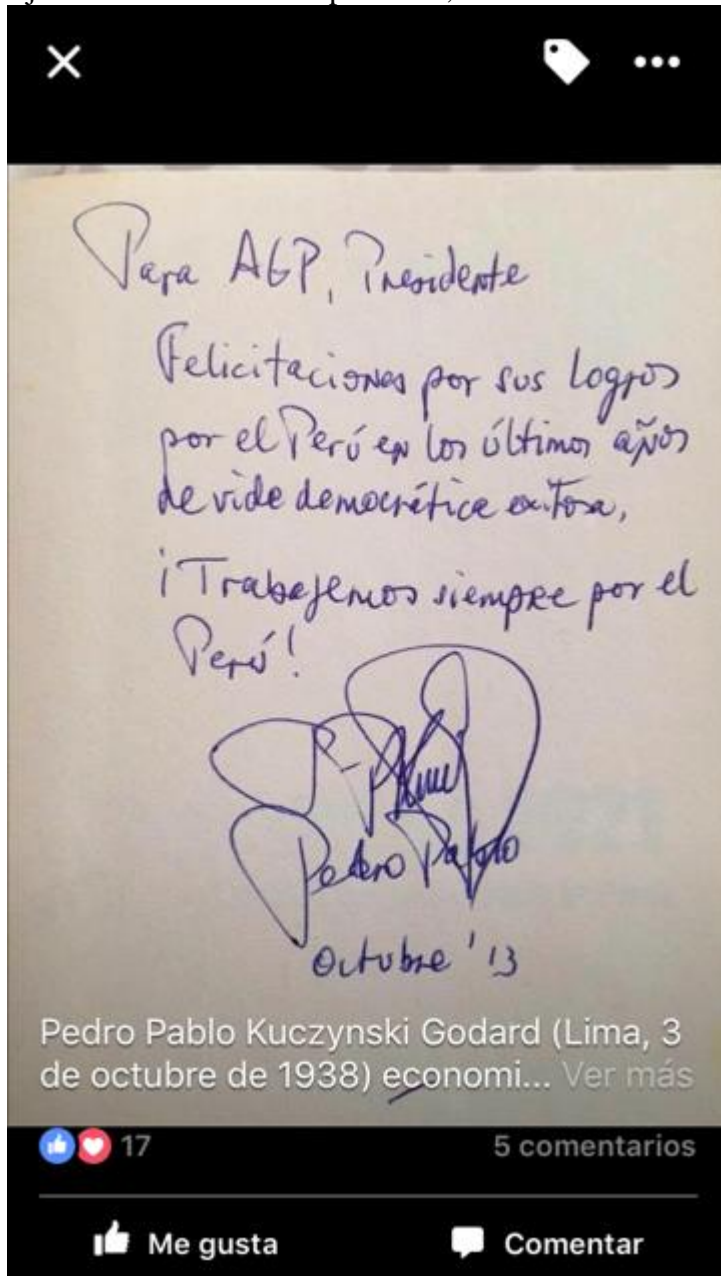 Para AGP, Presidente
Felicitaciones por sus logros
por el Perú en los últimos años
de vida democrática exitosa,
¡Trabajemos siempre por el
Perú!
Pedro Pablo
Octubre '13
Pedro Pablo Kuczynski Godard (Lima, 3
de octubre de 1938) economi... Ver más
17 5 comentarios
Me gusta Comentar